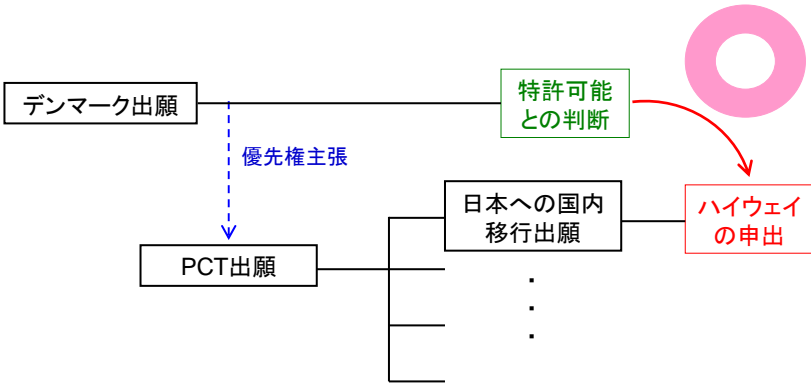 デンマーク出願
特許可能
との判断
優先権主張
日本への国内
移行出願
ハイウェイ
の申出
PCT出願
・
・
・